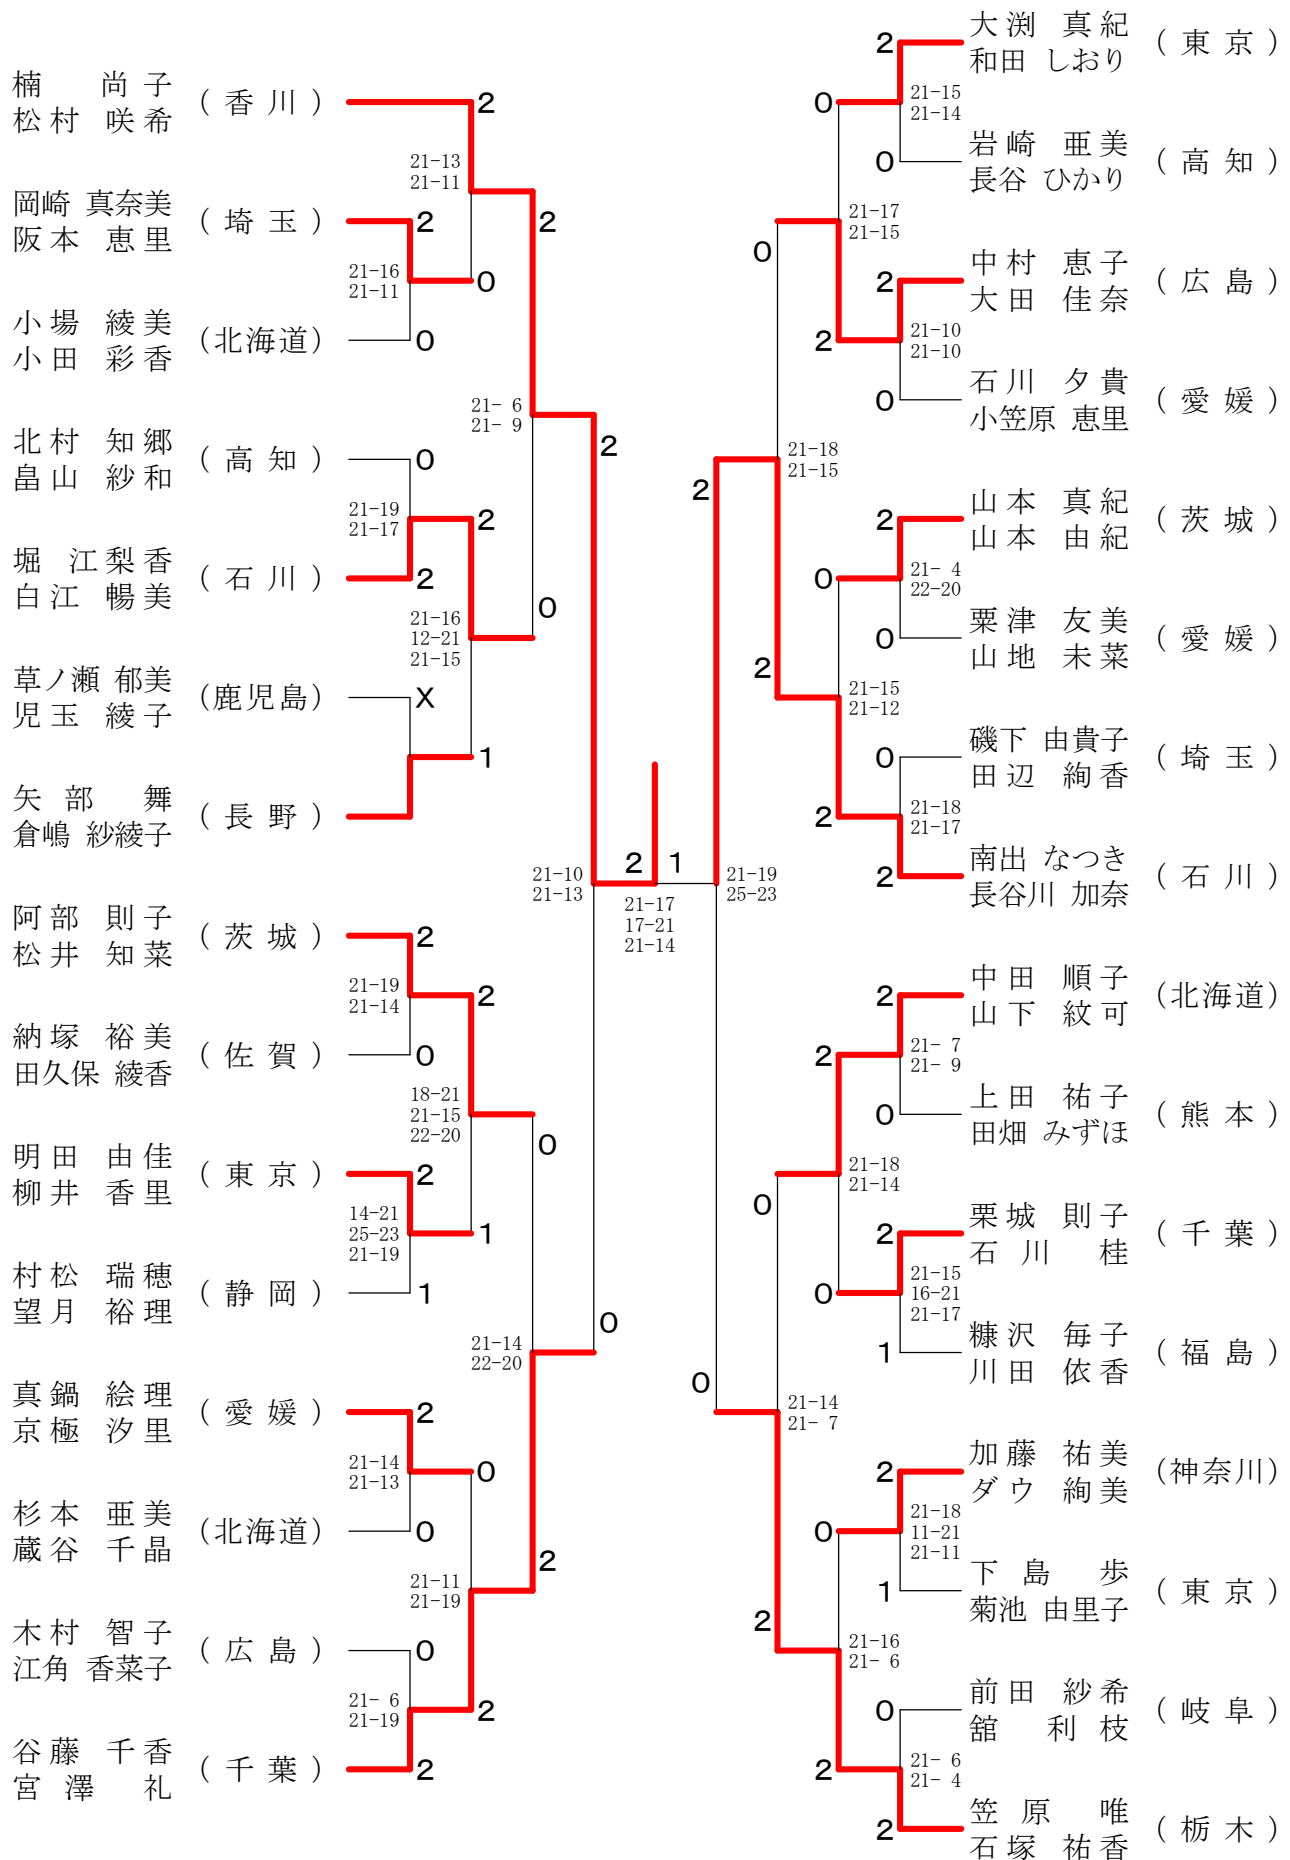 楠 尚子
松村 咲希
(香川)
2
21-13
21-11
岡崎 真奈美
阪本 恵里
(埼玉)
2
2
21-16
21-11
0
小場 綾美
小田 彩香
(北海道)
0
21- 6
21- 9
2
北村 知郷
畠山 紗和
(高知)
0
21-19
21-17
2
堀 江梨香
白江 暢美
(石川)
2
0
21-16
12-21
21-15
草ノ瀬 郁美
児玉 綾子
(鹿児島)
X
1
矢部 舞
倉嶋 紗綾子
(長野)
21-10
21-13
2
1
21-17
17-21
21-14
阿部 則子
松井 知菜
(茨城)
2
21-19
21-14
2
納塚 裕美
田久保 綾香
(佐賀)
0
18-21
21-15
22-20
0
明田 由佳
柳井 香里
(東京)
2
14-21
25-23
21-19
1
村松 瑞穂
望月 裕理
(静岡)
1
21-14
22-20
0
真鍋 絵理
京極 汐里
(愛媛)
2
21-14
21-13
0
杉本 亜美
蔵谷 千晶
(北海道)
0
2
21-11
21-19
木村 智子
江角 香菜子
(広島)
0
21- 6
21-19
2
谷藤 千香
宮澤 礼
(千葉)
2
2
大渕 真紀
和田 しおり
(東京)
0
21-15
21-14
0
岩崎 亜美
長谷 ひかり
(高知)
0
21-17
21-15
2
中村 恵子
大田 佳奈
(広島)
2
21-10
21-10
0
石川 夕貴
小笠原 恵里
(愛媛)
21-18
21-15
2
2
山本 真紀
山本 由紀
(茨城)
0
21- 4
22-20
0
粟津 友美
山地 未菜
(愛媛)
2
21-15
21-12
0
磯下 由貴子
田辺 絢香
(埼玉)
2
21-18
21-17
2
南出 なつき
長谷川 加奈
(石川)
21-19
25-23
2
中田 順子
山下 紋可
(北海道)
2
21- 7
21- 9
0
上田 祐子
田畑 みずほ
(熊本)
0
21-18
21-14
2
栗城 則子
石川 桂
(千葉)
0
21-15
16-21
21-17
1
糠沢 毎子
川田 依香
(福島)
0
21-14
21- 7
2
加藤 祐美
ダウ 絢美
(神奈川)
0
21-18
11-21
21-11
1
下島 歩
菊池 由里子
(東京)
2
21-16
21- 6
0
前田 紗希
舘 利枝
(岐阜)
2
21- 6
21- 4
2
笠原 唯
石塚 祐香
(栃木)